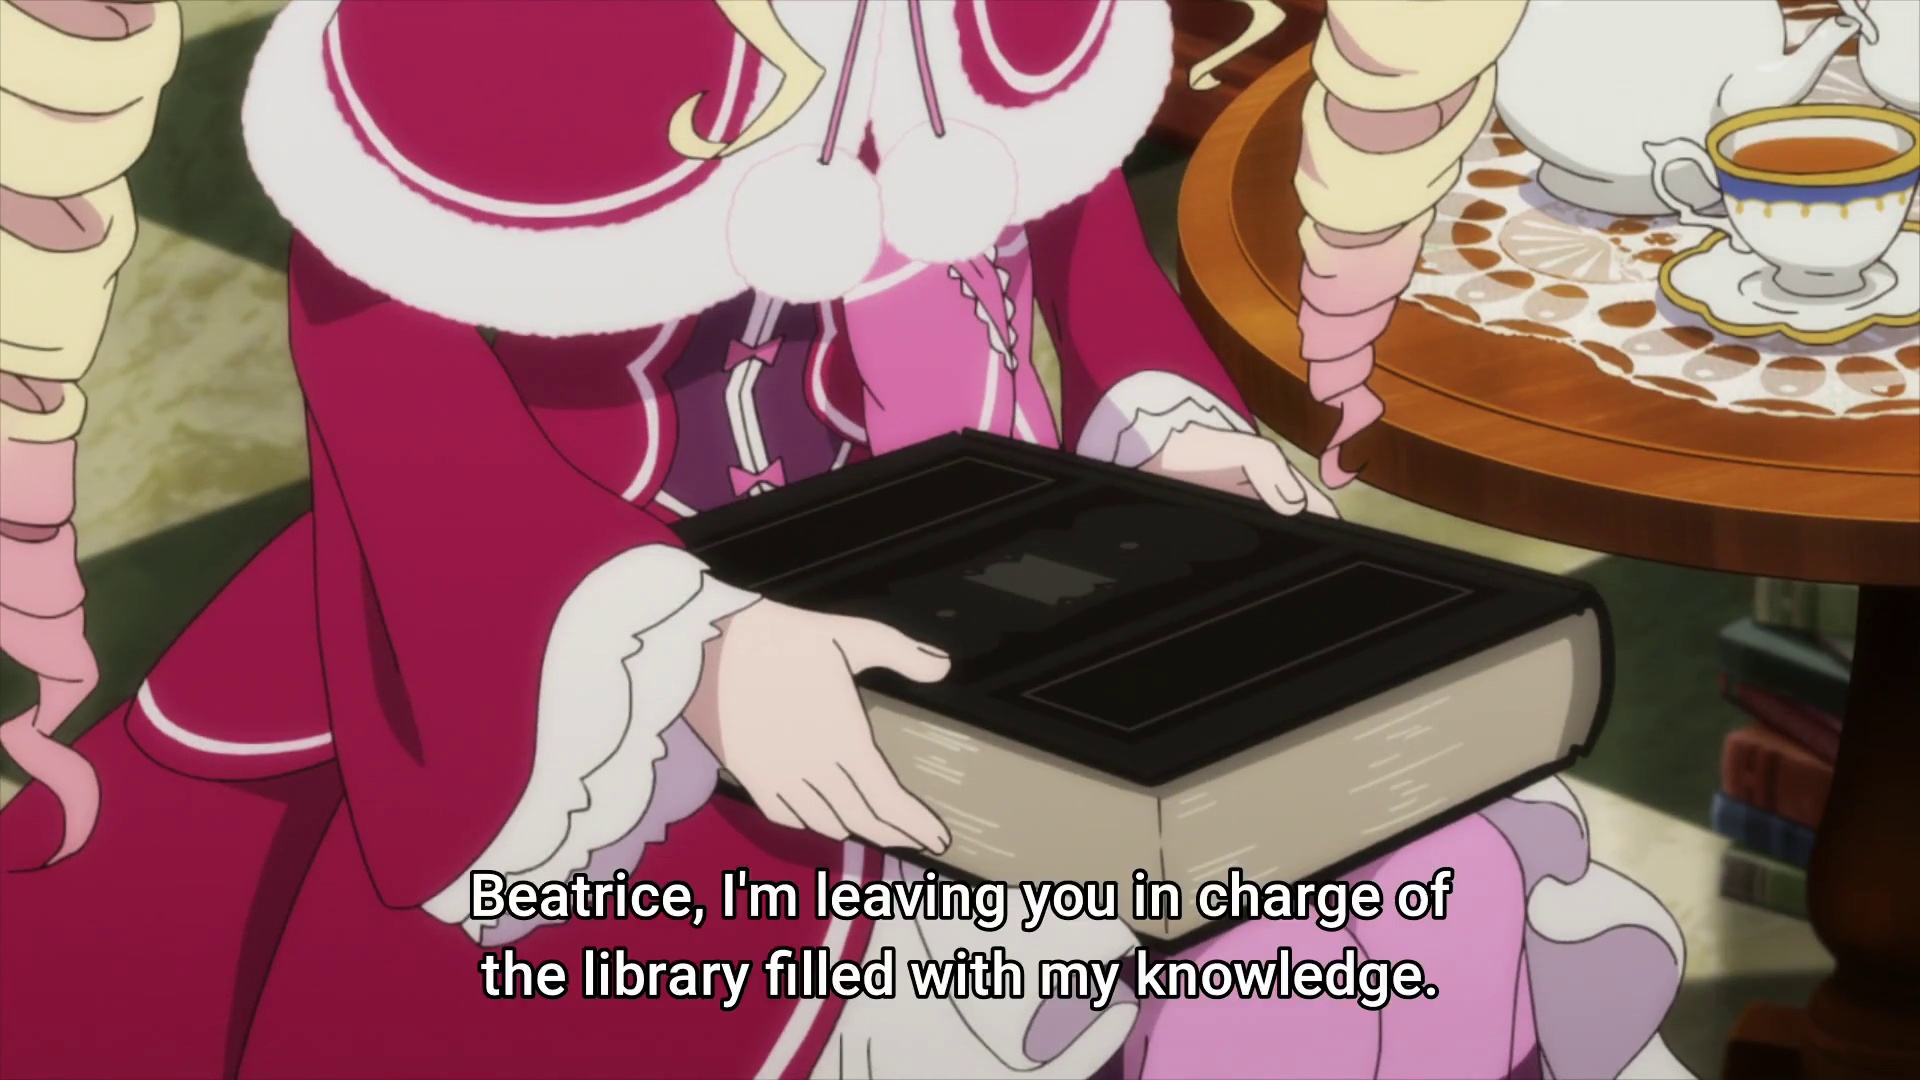 Beatrice, I'm leaving you in charge of
the library filled with my knowledge.